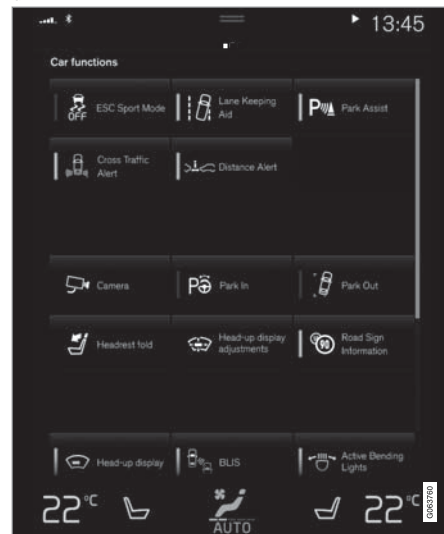 13:45
Car functions
OFF
ESC Sport Mode
Lane Keeping
Aid
P
Park Assist
Cross Traffic
Alert
Distance Alert
Camera
P
Park In
Park Out
Headrest fold
Head-up display
adjustments
90
Road Sign
Information
Head-up display
BLIS
Active Bending
Lights
22°C
AUTO
22°C
G063760